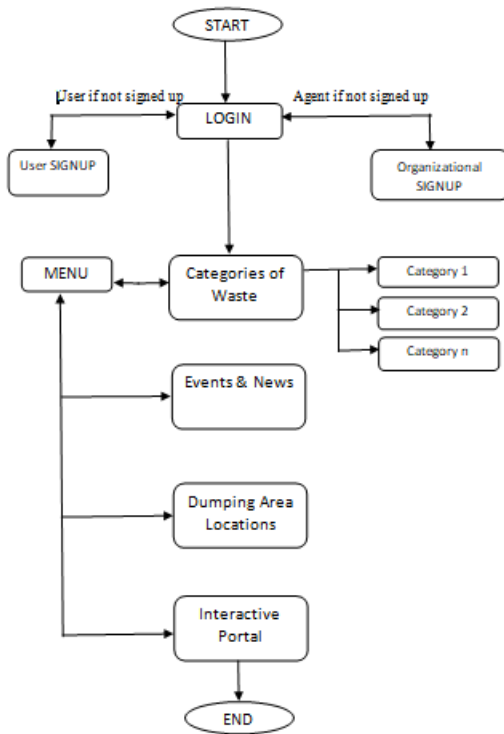 START
User if not signed up
Agent if not signed up
LOGIN
User SIGNUP
Organizational
SIGNUP
MENU
Categories of
Waste
Category 1
Category 2
Category n
Events & News
Dumping Area
Locations
Interactive
Portal
END